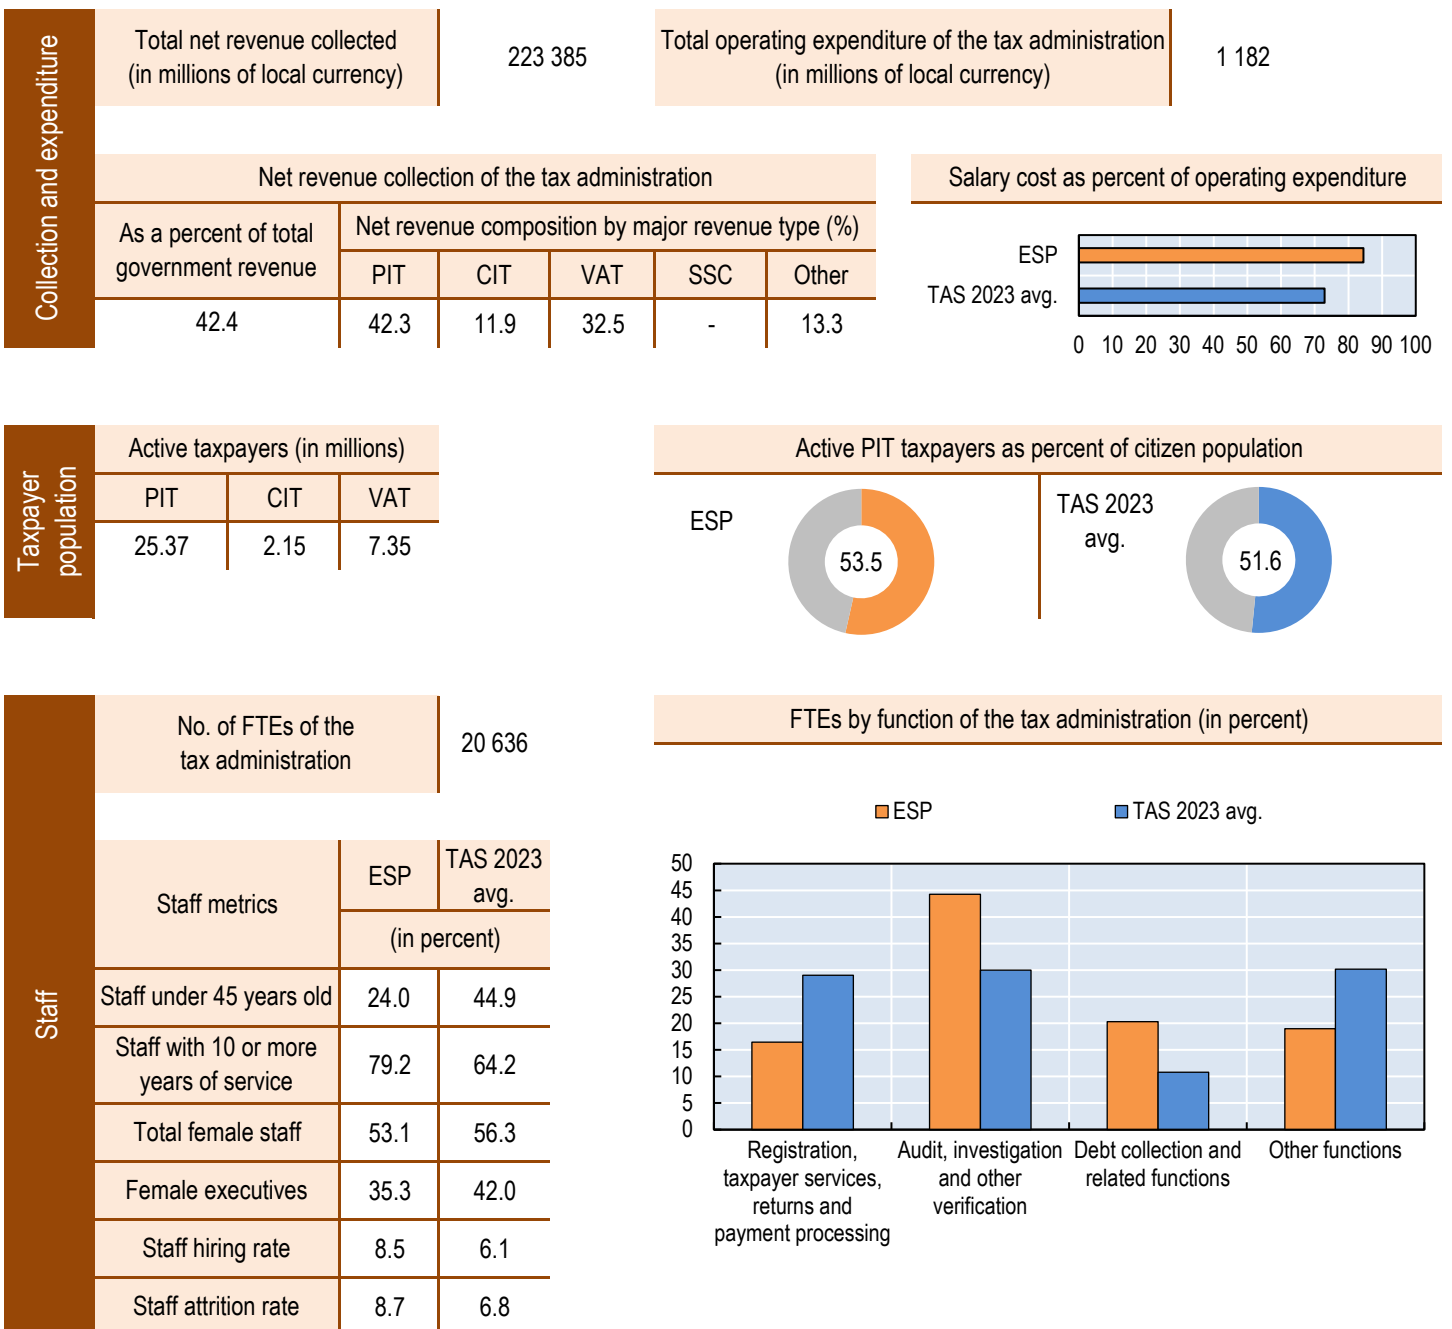 Collection and expenditure
Total net revenue collected
(in millions of local currency)
223 385
Total operating expenditure of the tax administration
(in millions of local currency)
1 182
Net revenue collection of the tax administration
As a percent of total
government revenue
Net revenue composition by major revenue type (%)
PIT CIT VAT SSC Other
42.4 42.3 11.9 32.5 - 13.3
Salary cost as percent of operating expenditure
ESP
TAS 2023 avg.
0 10 20 30 40 50 60 70 80 90 100
Taxpayer
population
Active taxpayers (in millions)
PIT CIT VAT
25.37 2.15 7.35
Active PIT taxpayers as percent of citizen population
ESP
53.5
TAS 2023
avg.
51.6
Staff
No. of FTEs of the
tax administration
20 636
Staff metrics
ESP
TAS 2023
avg.
(in percent)
Staff under 45 years old 24.0 44.9
Staff with 10 or more
years of service
79.2 64.2
Total female staff 53.1 56.3
Female executives 35.3 42.0
Staff hiring rate 8.5 6.1
Staff attrition rate 8.7 6.8
FTEs by function of the tax administration (in percent)
ESP TAS 2023 avg.
50
45
40
35
30
25
20
15
10
5
0
Registration,
taxpayer services,
returns and
payment processing
Audit, investigation
and other
verification
Debt collection and
related functions
Other functions